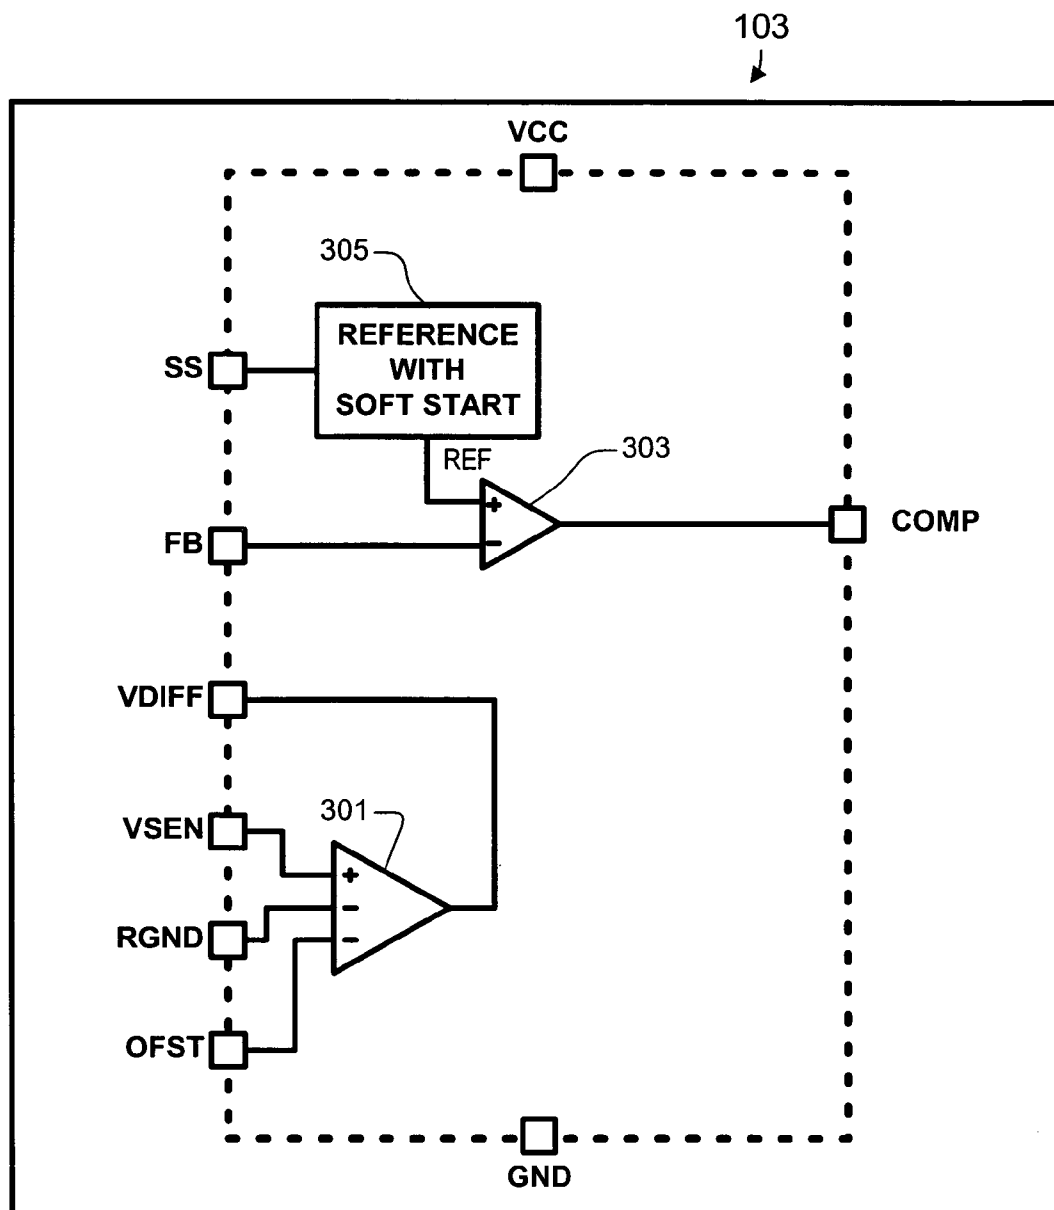 103
VCC
305
REFERENCE
WITH
SOFT START
SS
REF
303
+
COMP
FB
−
VDIFF
301
VSEN
+
−
RGND
−
OFST
GND